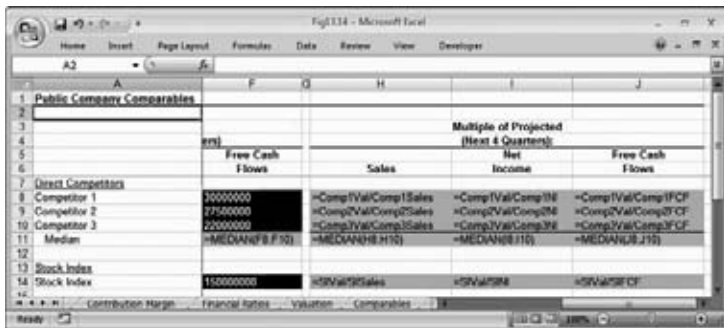 Fig1134 - Microsoft Excel
Home Insert Page Layout Formulas Data Review View Developer
A2
A F G H I J
1 Public Company Comparables
2
3 Multiple of Projected
4 ers) (Next 4 Quarters):
5 Free Cash Net Free Cash
6 Flows Sales Income Flows
7 Direct Competitors
8 Competitor 1 30000000 =Comp1Val/Comp1Sales =Comp1Val/Comp1NI =Comp1Val/Comp1FCF
9 Competitor 2 27500000 =Comp2Val/Comp2Sales =Comp2Val/Comp2NI =Comp2Val/Comp2FCF
10 Competitor 3 22000000 =Comp3Val/Comp3Sales =Comp3Val/Comp3NI =Comp3Val/Comp3FCF
11 Median =MEDIAN(F8:F10) =MEDIAN(H8:H10) =MEDIAN(I8:I10) =MEDIAN(J8:J10)
12
13 Stock Index
14 Stock Index 150000000 =SIVal/SISales =SIVal/SINI =SIVal/SIFCF
Contribution Margin Financial Ratios Valuation Comparables
Ready 100%